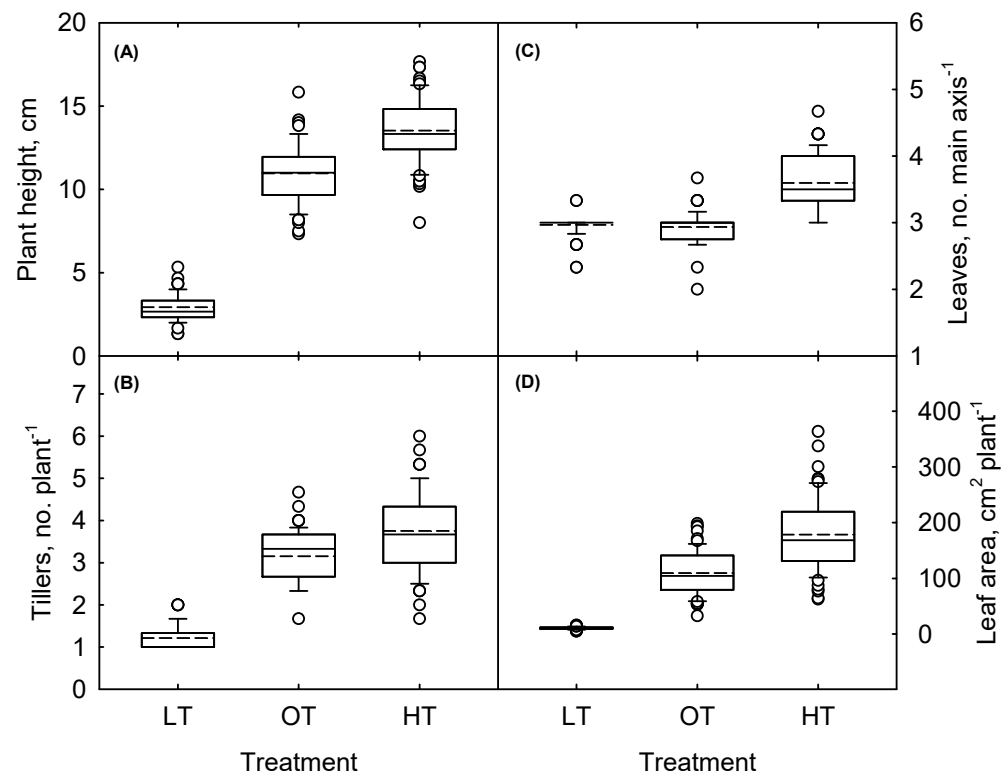 Plant height, cm
20
15
10
5
0
(A)
(C)
6
5
4
3
2
1
Leaves, no. main axis⁻¹
Tillers, no. plant⁻¹
7
6
5
4
3
2
1
0
(B)
(D)
400
300
200
100
0
Leaf area, cm² plant⁻¹
LT OT HT
LT OT HT
Treatment
Treatment